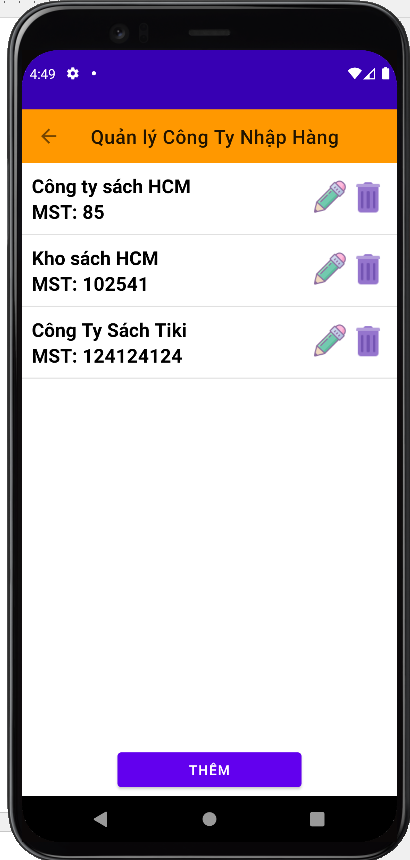 4:49
Quản lý Công Ty Nhập Hàng
Công ty sách HCM
MST: 85
Kho sách HCM
MST: 102541
Công Ty Sách Tiki
MST: 124124124
THÊM